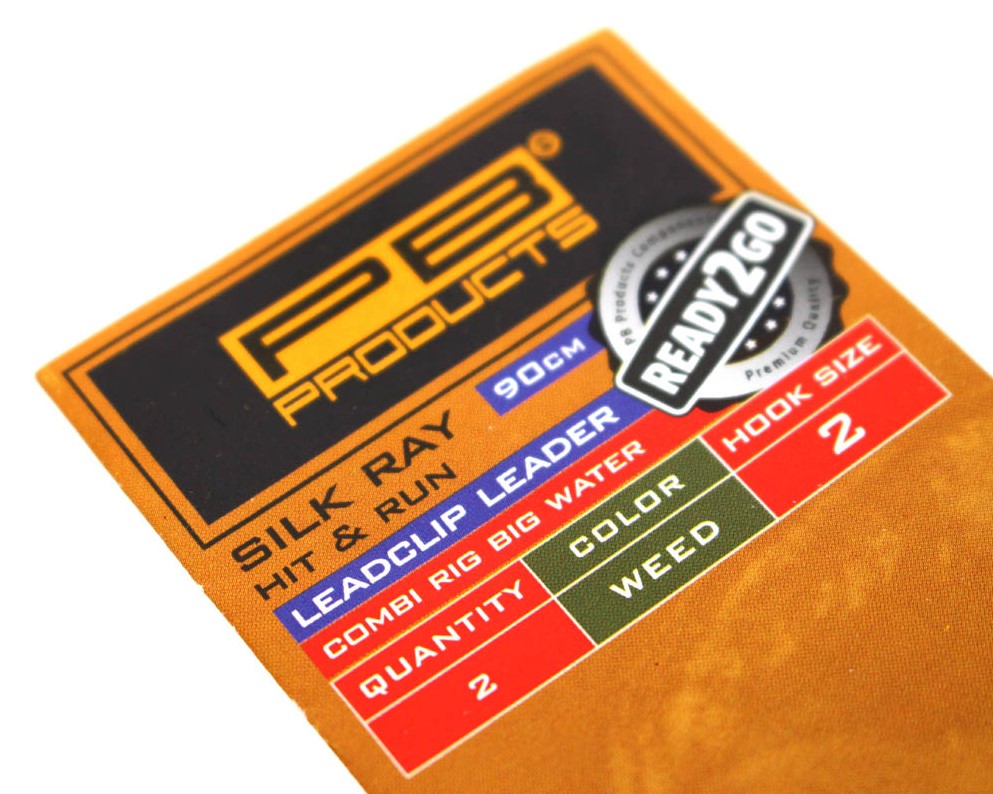 PB®
PRODUCTS
PB Products Components
READY2GO
Premium Quality
SILK RAY
90CM
HIT & RUN
LEADCLIP LEADER
COMBI RIG BIG WATER
QUANTITY
2
COLOR
WEED
HOOK SIZE
2